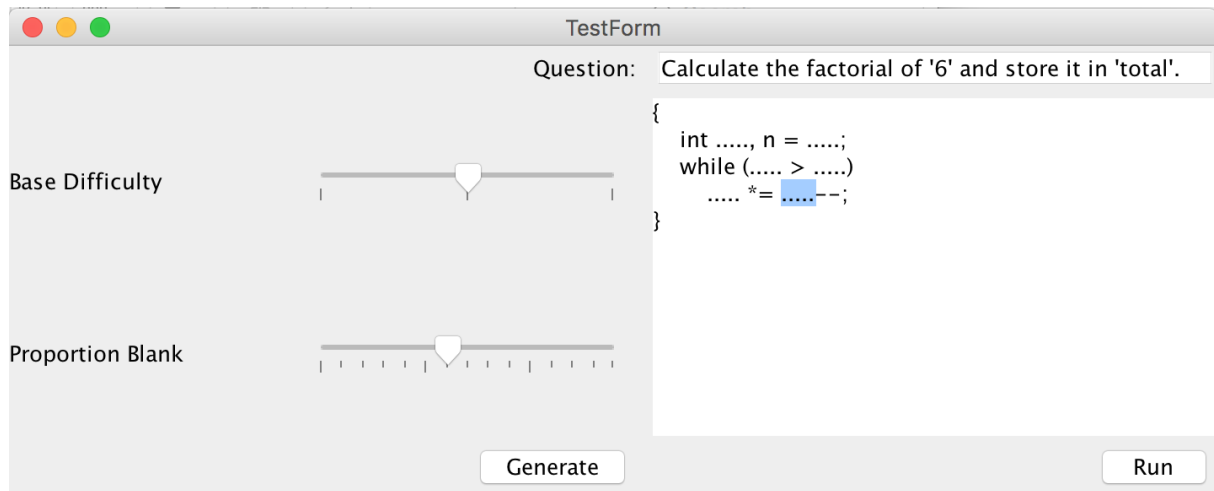 TestForm
Question: Calculate the factorial of '6' and store it in 'total'.
{
int ....., n = .....;
while (..... > .....)
..... *= .....--;
}
Base Difficulty
Proportion Blank
Generate
Run